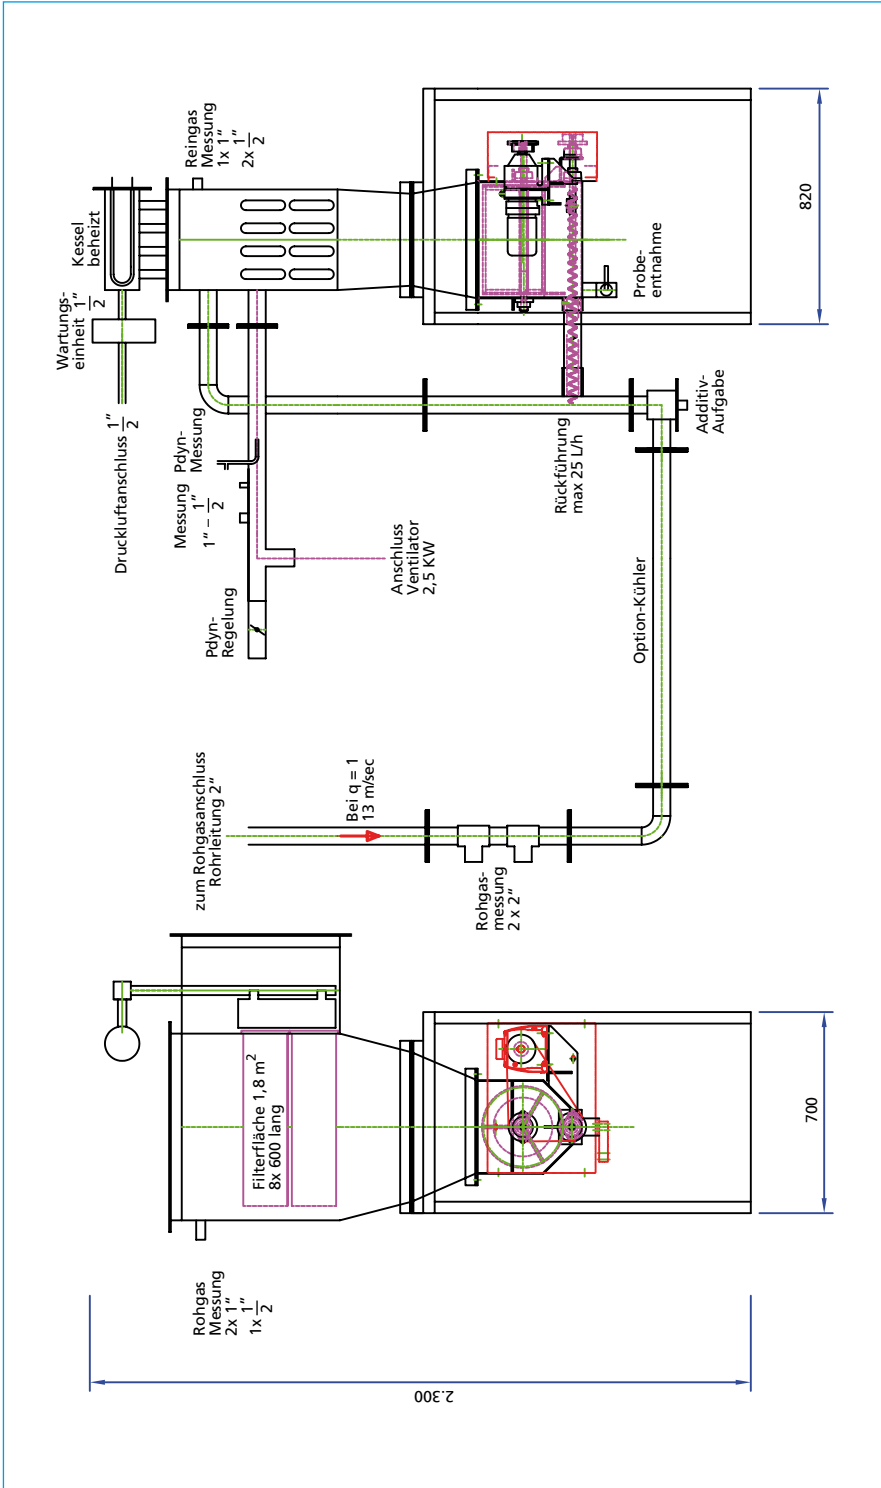 Rohgas
Messung
2x 1“
1x 1“/2
Filterfläche 1,8 m²
8x 600 lang
2.300
700
zum Rohgasanschluss
Rohrleitung 2“
Bei q = 1
13 m/sec
Rohgas-
messung
2 x 2“
Pdyn-
Regelung
Messung
1“ – 1“/2
Pdyn-
Messung
Druckluftanschluss 1“/2
Wartungs-
einheit 1“/2
Kessel
beheizt
Reingas
Messung
1x 1“
2x 1“/2
Anschluss
Ventilator
2,5 KW
Rückführung
max 25 L/h
Option-Kühler
Additiv-
Aufgabe
Probe-
entnahme
820